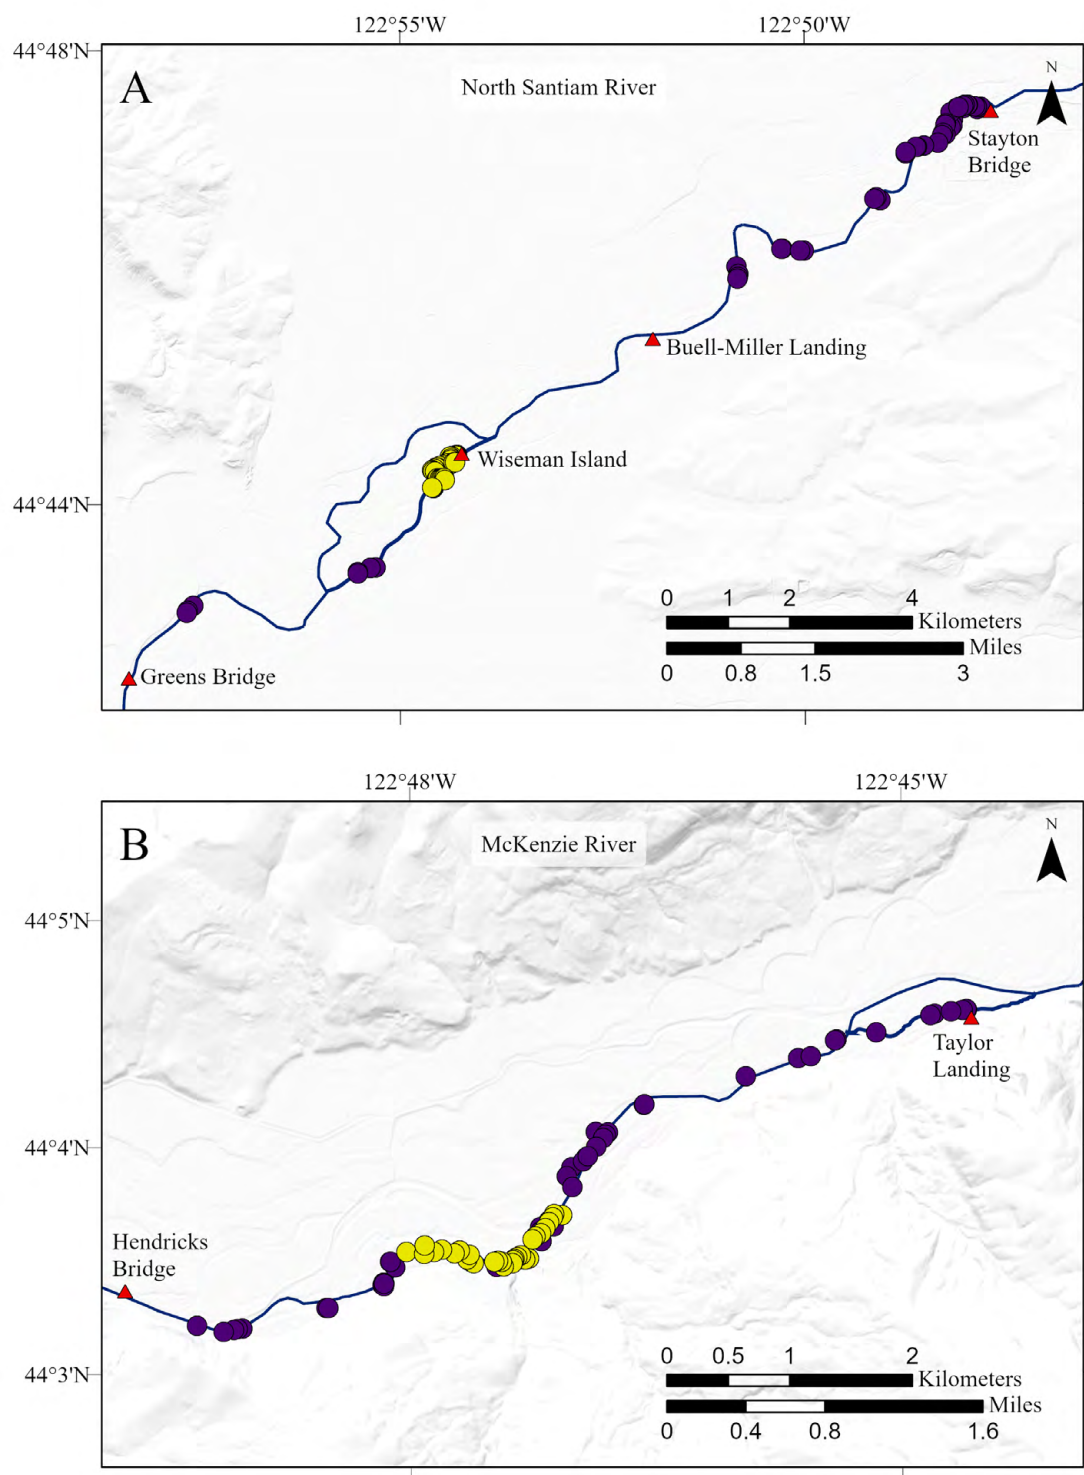 122°55'W 122°50'W
44°48'N
A
North Santiam River
N
Stayton
Bridge
Buell-Miller Landing
Wiseman Island
44°44'N
0 1 2 4
Kilometers
Miles
0 0.8 1.5 3
Greens Bridge
122°48'W 122°45'W
B
McKenzie River
N
44°5'N
Taylor
Landing
44°4'N
Hendricks
Bridge
0 0.5 1 2
Kilometers
44°3'N
Miles
0 0.4 0.8 1.6